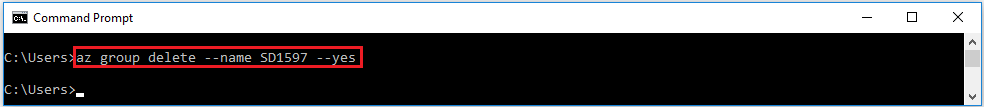 Command Prompt
C:\Users>az group delete --name SD1597 --yes
C:\Users>